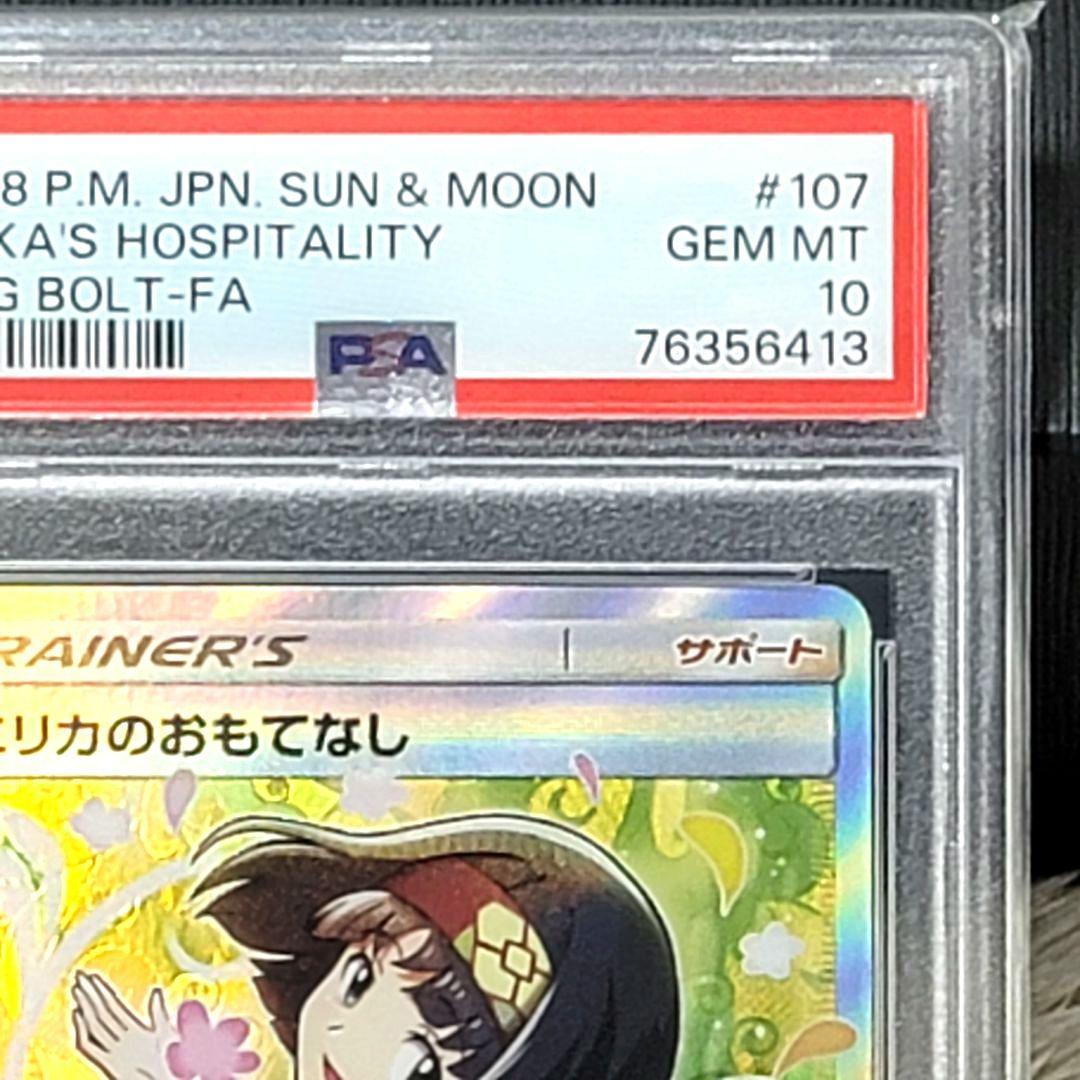 8 P.M. JPN. SUN & MOON #107
KA'S HOSPITALITY GEM MT
G BOLT-FA 10
PSA 76356413
RAINER'S サポート
エリカのおもてなし